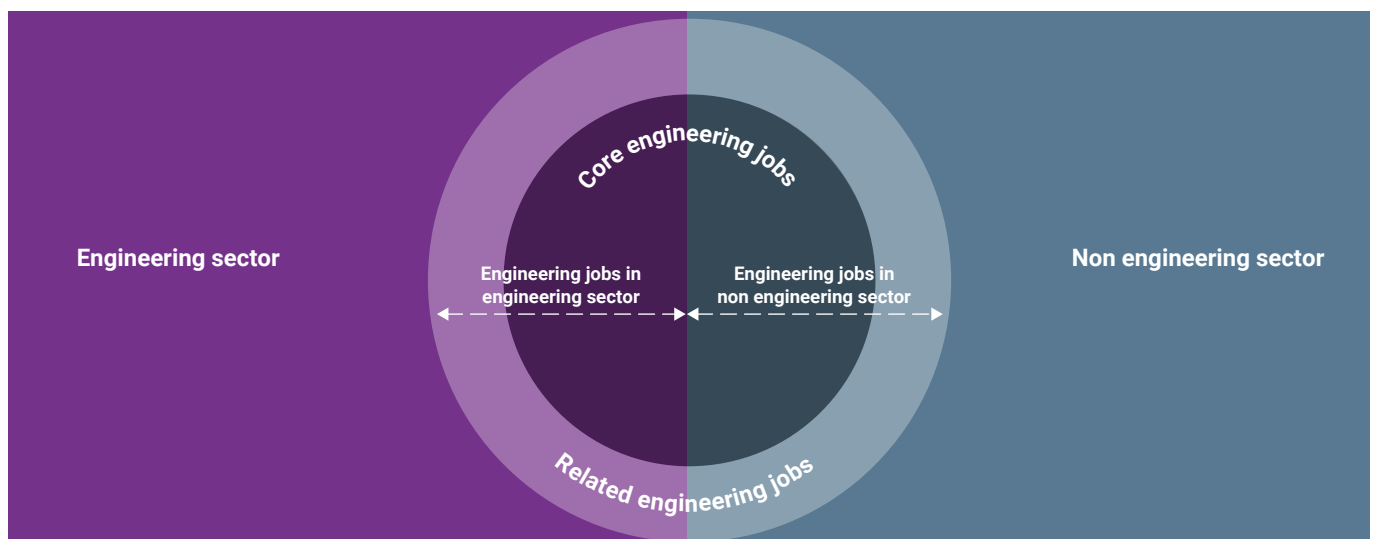 Core engineering jobs
Engineering sector
Non engineering sector
Engineering jobs in
engineering sector
Engineering jobs in
non engineering sector
Related engineering jobs